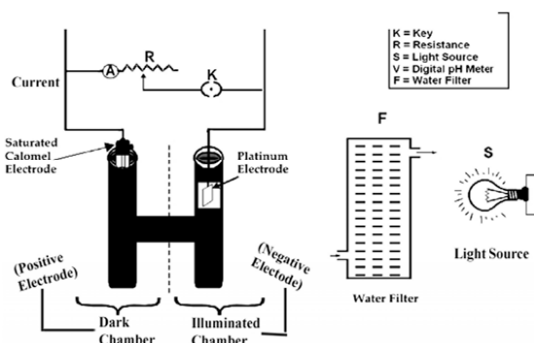 K = Key
R = Resistance
S = Light Source
V = Digital pH Meter
F = Water Filter
R
Current
A
K
Saturated
Calomel
Electrode
Platinum
Electrode
F
S
(Positive
Electrode)
(Negative
Electode)
Light Source
Water Filter
Dark
Chamber
Illuminated
Chamber